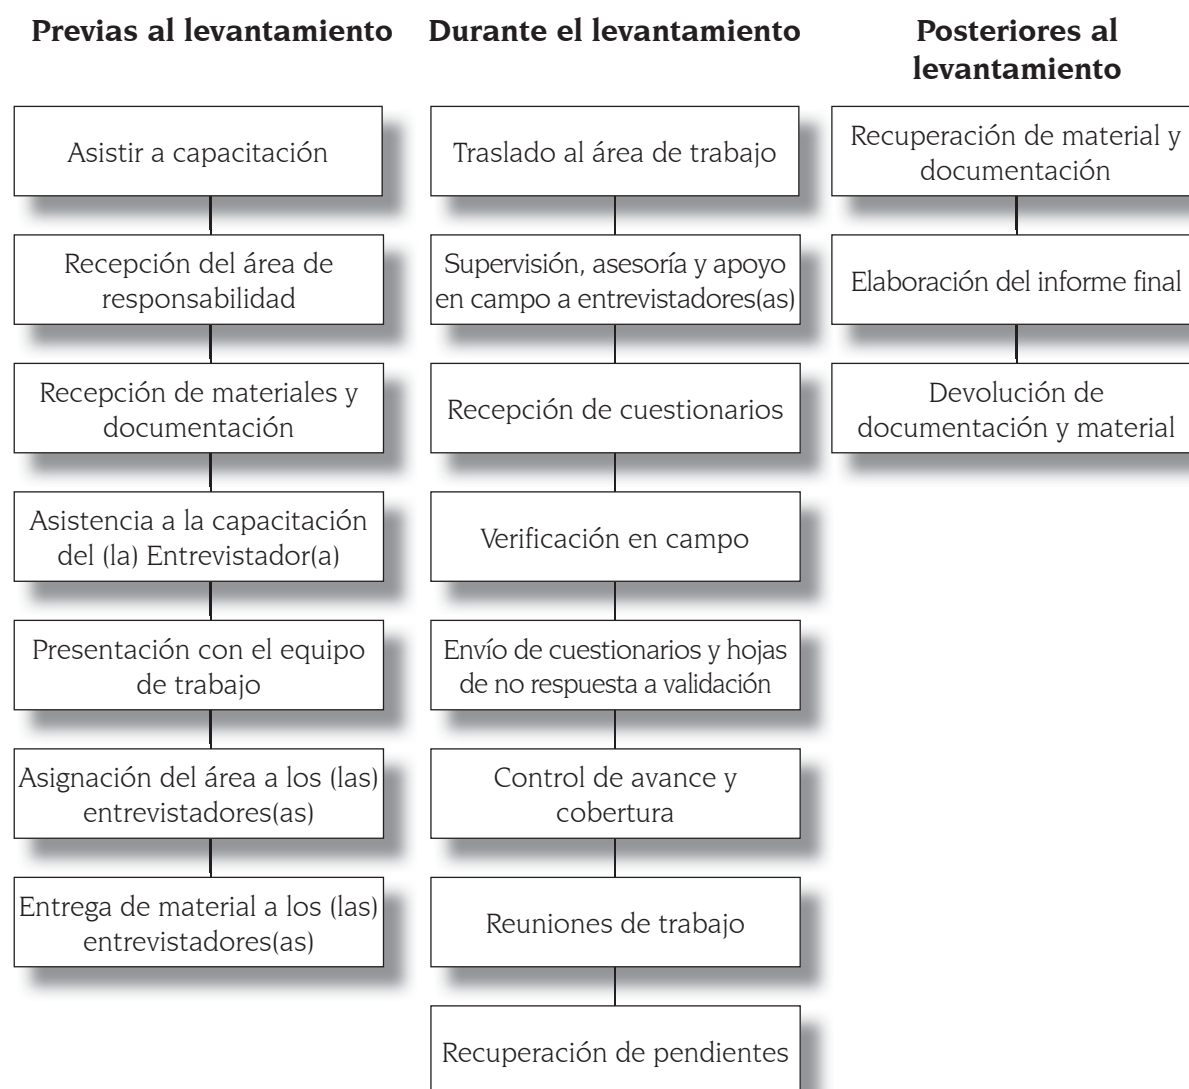 Previas al levantamiento
Asistir a capacitación
Recepción del área de
responsabilidad
Recepción de materiales y
documentación
Asistencia a la capacitación
del (la) Entrevistador(a)
Presentación con el equipo
de trabajo
Asignación del área a los (las)
entrevistadores(as)
Entrega de material a los (las)
entrevistadores(as)
Durante el levantamiento
Traslado al área de trabajo
Supervisión, asesoría y apoyo
en campo a entrevistadores(as)
Recepción de cuestionarios
Verificación en campo
Envío de cuestionarios y hojas
de no respuesta a validación
Control de avance y
cobertura
Reuniones de trabajo
Recuperación de pendientes
Posteriores al
levantamiento
Recuperación de material y
documentación
Elaboración del informe final
Devolución de
documentación y material